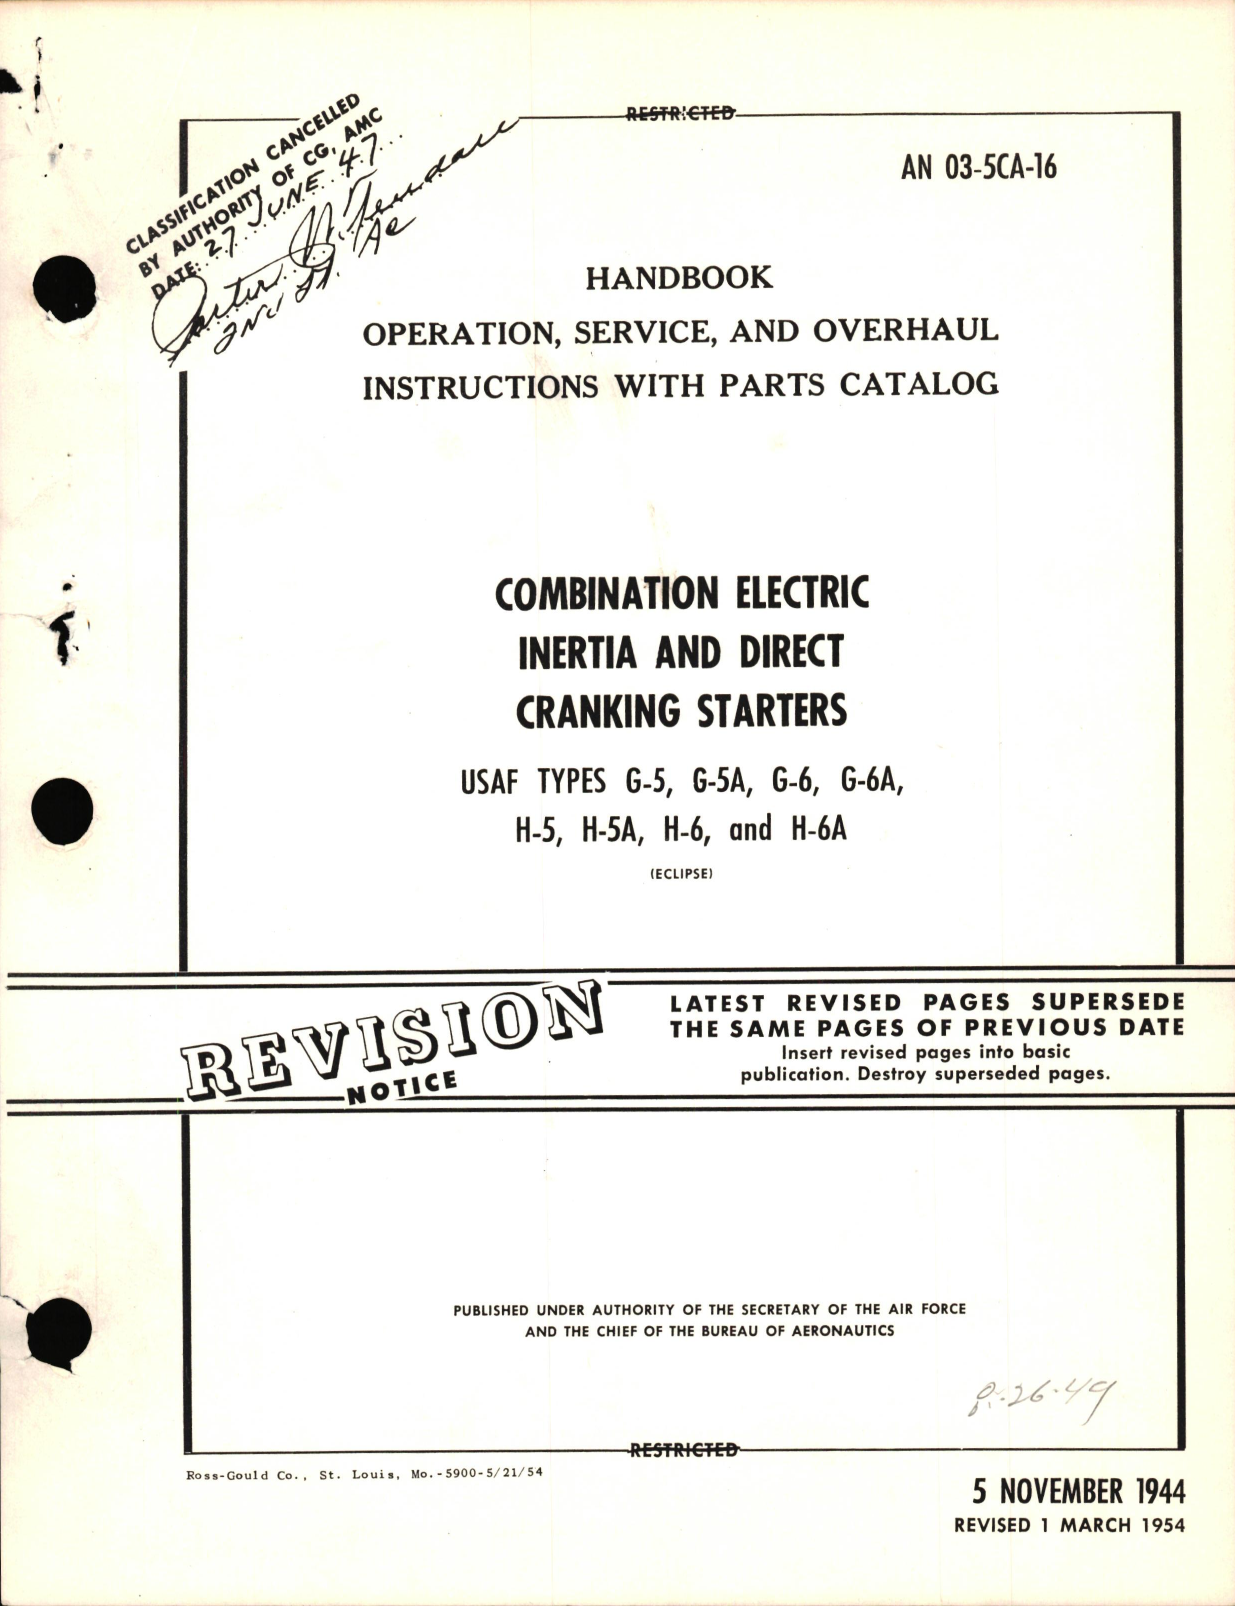 RESTRICTED
CLASSIFICATION CANCELLED
BY AUTHORITY OF CG, AMC
DATE: 27 JUNE 47
2Nd Lt. AC
AN 03-5CA-16
HANDBOOK
OPERATION, SERVICE, AND OVERHAUL
INSTRUCTIONS WITH PARTS CATALOG
COMBINATION ELECTRIC
INERTIA AND DIRECT
CRANKING STARTERS
USAF TYPES G-5, G-5A, G-6, G-6A,
H-5, H-5A, H-6, and H-6A
(ECLIPSE)
REVISION
NOTICE
LATEST REVISED PAGES SUPERSEDE
THE SAME PAGES OF PREVIOUS DATE
Insert revised pages into basic
publication. Destroy superseded pages.
PUBLISHED UNDER AUTHORITY OF THE SECRETARY OF THE AIR FORCE
AND THE CHIEF OF THE BUREAU OF AERONAUTICS
8-26-49
RESTRICTED
Ross-Gould Co., St. Louis, Mo.-5900-5/21/54
5 NOVEMBER 1944
REVISED 1 MARCH 1954